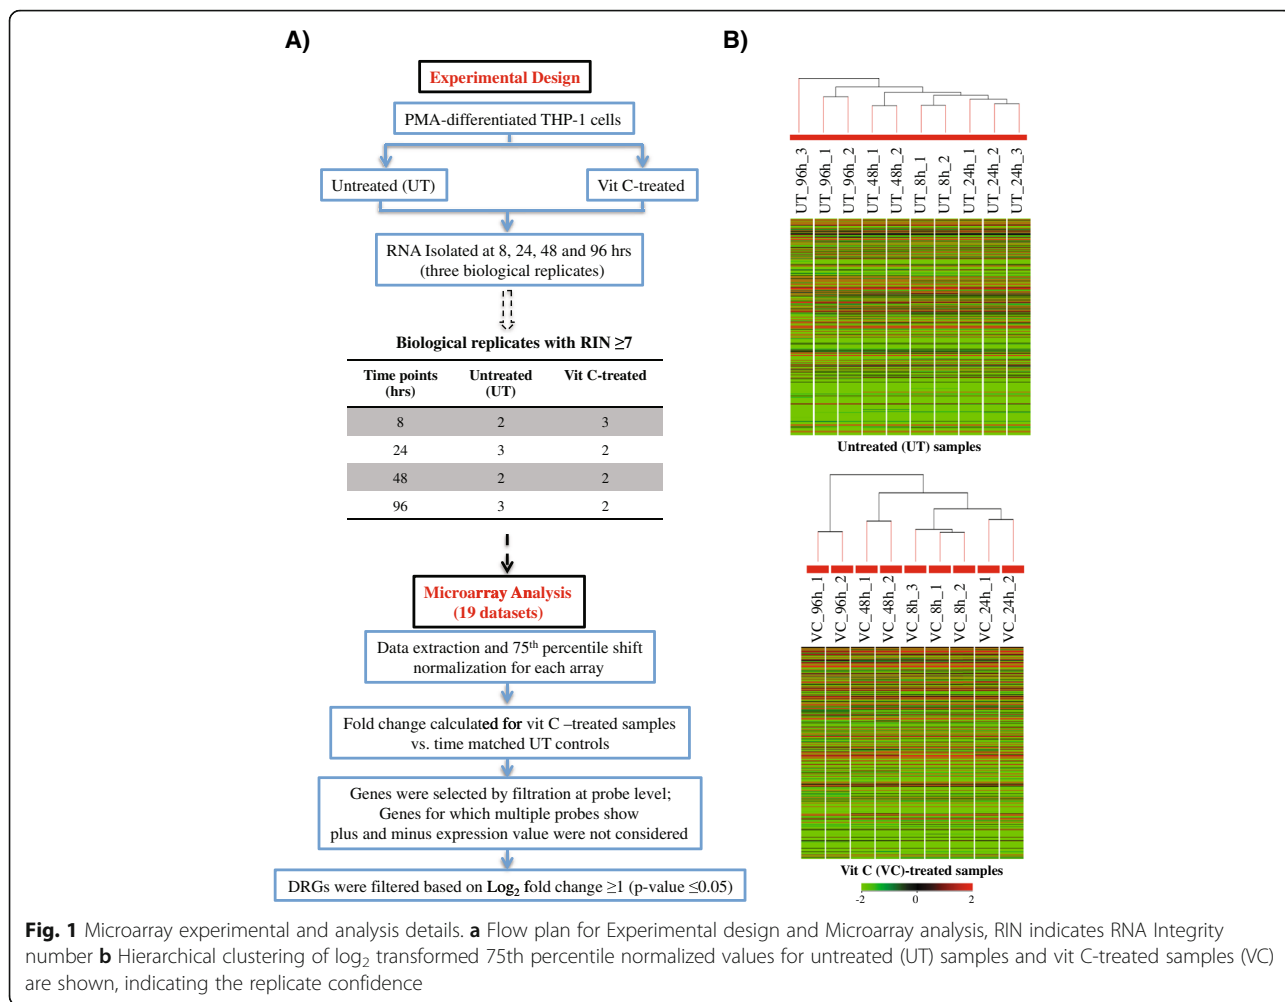 A)
Experimental Design
PMA-differentiated THP-1 cells
Untreated (UT)
Vit C-treated
RNA Isolated at 8, 24, 48 and 96 hrs
(three biological replicates)
Biological replicates with RIN ≥7
Time points (hrs) Untreated (UT) Vit C-treated
8 2 3
24 3 2
48 2 2
96 3 2
Microarray Analysis
(19 datasets)
Data extraction and 75th percentile shift
normalization for each array
Fold change calculated for vit C –treated samples
vs. time matched UT controls
Genes were selected by filtration at probe level;
Genes for which multiple probes show
plus and minus expression value were not considered
DRGs were filtered based on Log2 fold change ≥1 (p-value ≤0.05)
B)
UT_96h_3
UT_96h_1
UT_96h_2
UT_48h_1
UT_48h_2
UT_8h_1
UT_8h_2
UT_24h_1
UT_24h_2
UT_24h_3
Untreated (UT) samples
VC_96h_1
VC_96h_2
VC_48h_1
VC_48h_2
VC_8h_3
VC_8h_1
VC_8h_2
VC_24h_1
VC_24h_2
Vit C (VC)-treated samples
-2 0 2
Fig. 1 Microarray experimental and analysis details. a Flow plan for Experimental design and Microarray analysis, RIN indicates RNA Integrity
number b Hierarchical clustering of log2 transformed 75th percentile normalized values for untreated (UT) samples and vit C-treated samples (VC)
are shown, indicating the replicate confidence